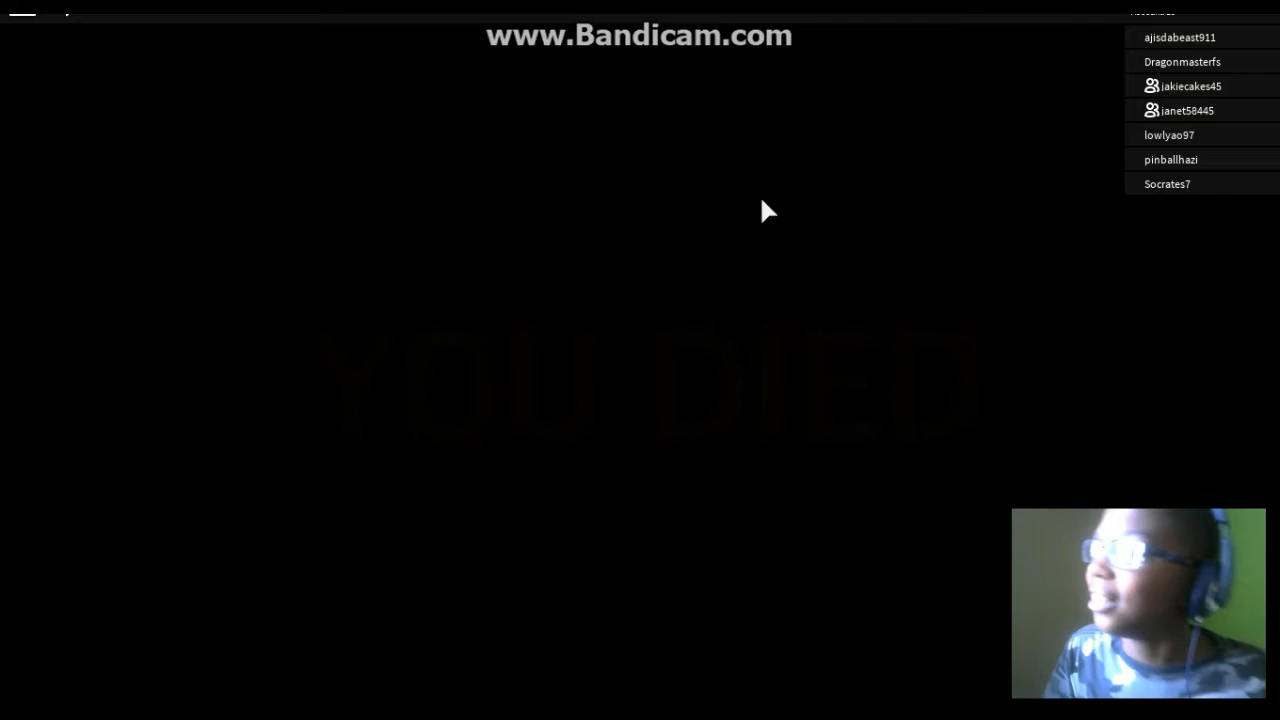 www.Bandicam.com
ajisdabeast911
Dragonmasterfs
jakiecakes45
janet58445
lowlyao97
pinballhazi
Socrates7
YOU DIED